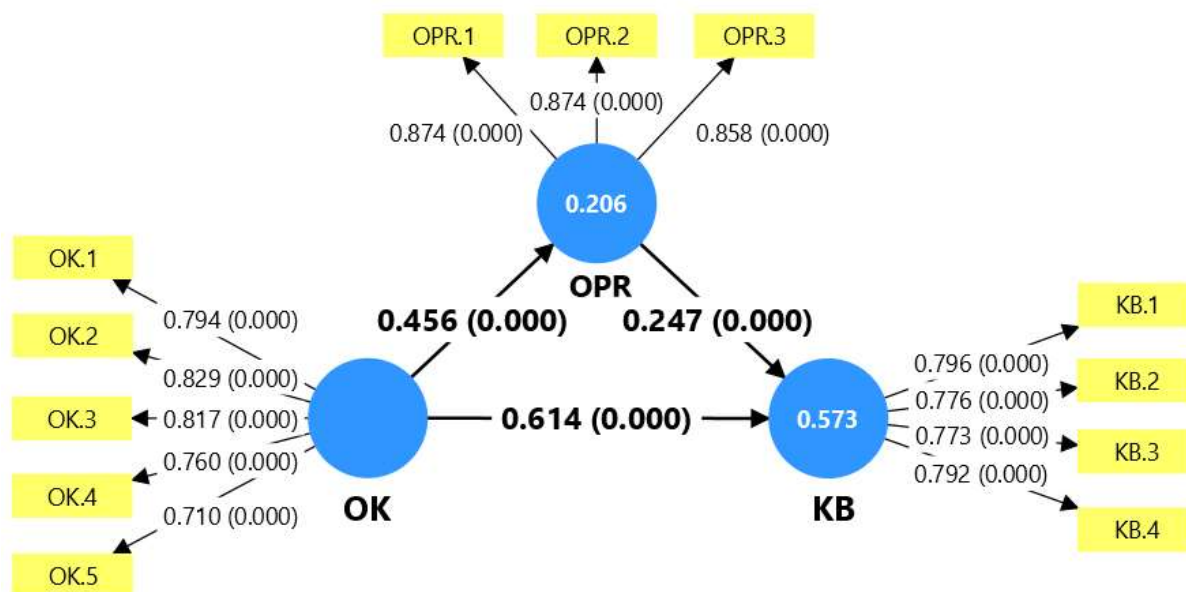 OPR.1
OPR.2
OPR.3
0.874 (0.000)
0.874 (0.000)
0.858 (0.000)
0.206
OPR
OK.1
OK.2
OK.3
OK.4
OK.5
0.794 (0.000)
0.829 (0.000)
0.817 (0.000)
0.760 (0.000)
0.710 (0.000)
OK
0.456 (0.000)
0.247 (0.000)
0.614 (0.000)
0.573
KB
0.796 (0.000)
0.776 (0.000)
0.773 (0.000)
0.792 (0.000)
KB.1
KB.2
KB.3
KB.4